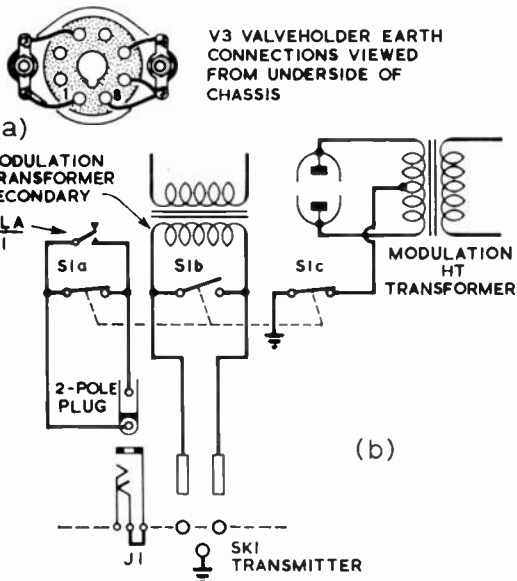 V3 VALVEHOLDER EARTH
CONNECTIONS VIEWED
FROM UNDERSIDE OF
CHASSIS
1 8
a)
ODULATION
RANSFORMER
ECONDARY
LA
I
S1a
S1b
S1c
MODULATION
HT
TRANSFORMER
2-POLE
PLUG
(b)
J1
SK1
TRANSMITTER